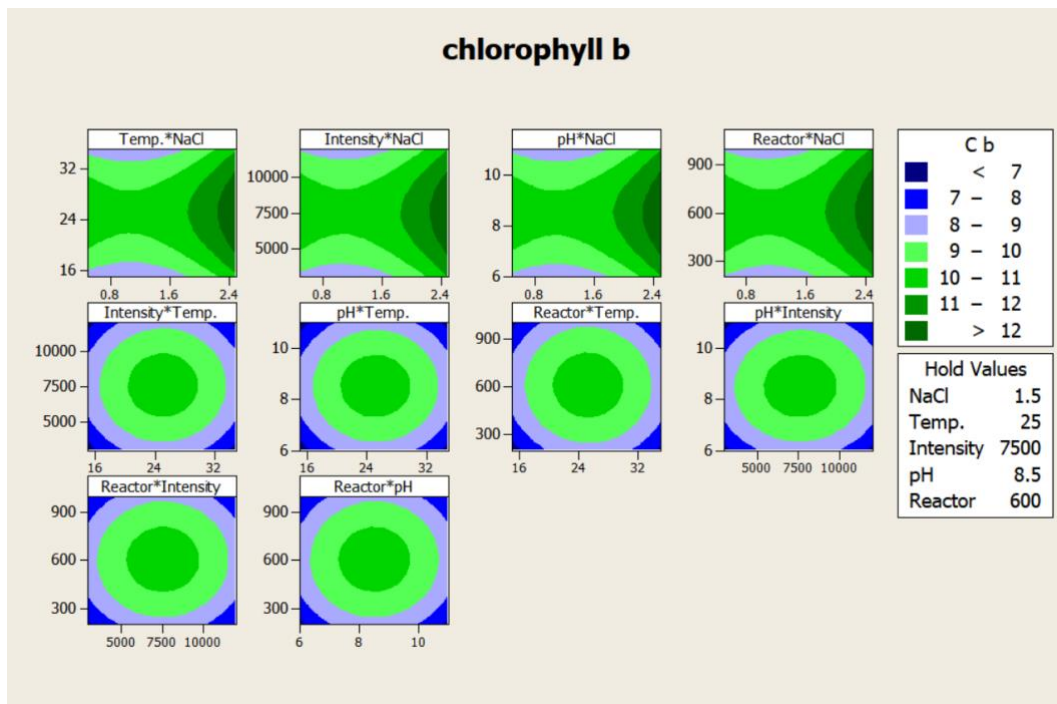 chlorophyll b
Temp.*NaCl
32
24
16
0.8 1.6 2.4
Intensity*NaCl
10000
7500
5000
0.8 1.6 2.4
pH*NaCl
10
8
6
0.8 1.6 2.4
Reactor*NaCl
900
600
300
0.8 1.6 2.4
Intensity*Temp.
10000
7500
5000
16 24 32
pH*Temp.
10
8
6
16 24 32
Reactor*Temp.
900
600
300
16 24 32
pH*Intensity
10
8
6
5000 7500 10000
Reactor*Intensity
900
600
300
5000 7500 10000
Reactor*pH
900
600
300
6 8 10
C b
< 7
7 – 8
8 – 9
9 – 10
10 – 11
11 – 12
> 12
Hold Values
NaCl 1.5
Temp. 25
Intensity 7500
pH 8.5
Reactor 600